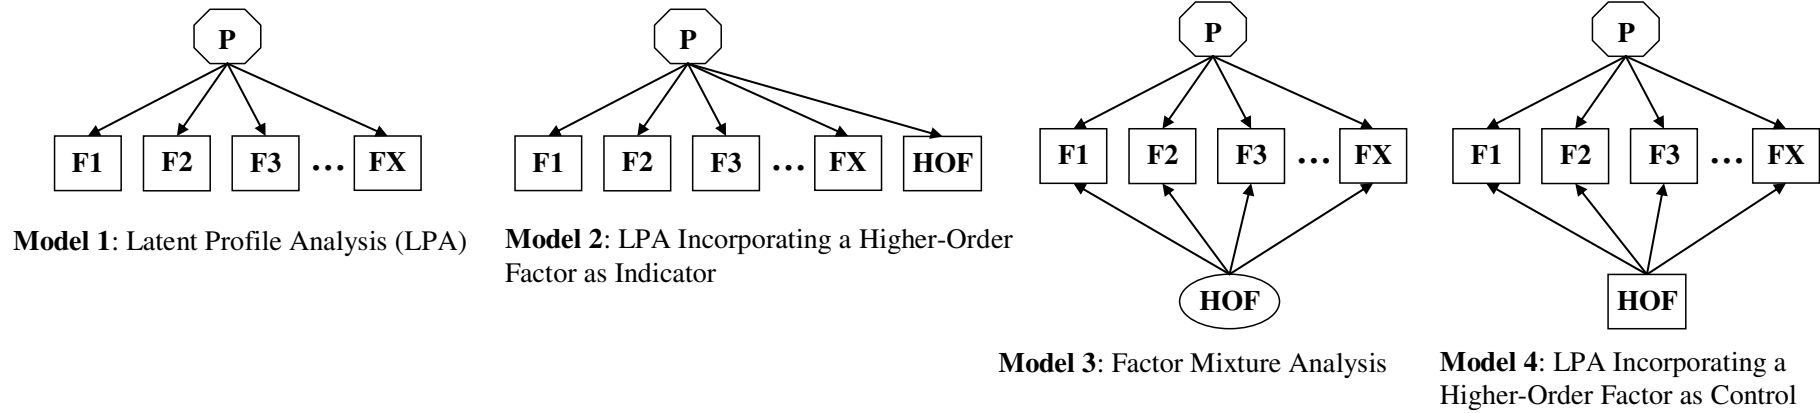 P
F1 F2 F3 ... FX
Model 1: Latent Profile Analysis (LPA)
P
F1 F2 F3 ... FX HOF
Model 2: LPA Incorporating a Higher-Order
Factor as Indicator
P
F1 F2 F3 ... FX
HOF
Model 3: Factor Mixture Analysis
P
F1 F2 F3 ... FX
HOF
Model 4: LPA Incorporating a
Higher-Order Factor as Control